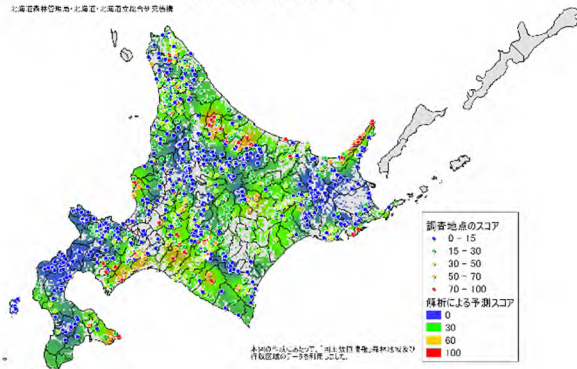 北海道森林管理局・北海道・北海道立総合研究機構
調査地点のスコア
0 - 15
15 - 30
30 - 50
50 - 70
70 - 100
解析による予測スコア
0
30
60
100
本図の作成にあたって、「国土数値情報」森林地域及び
行政区域のデータを利用しました。